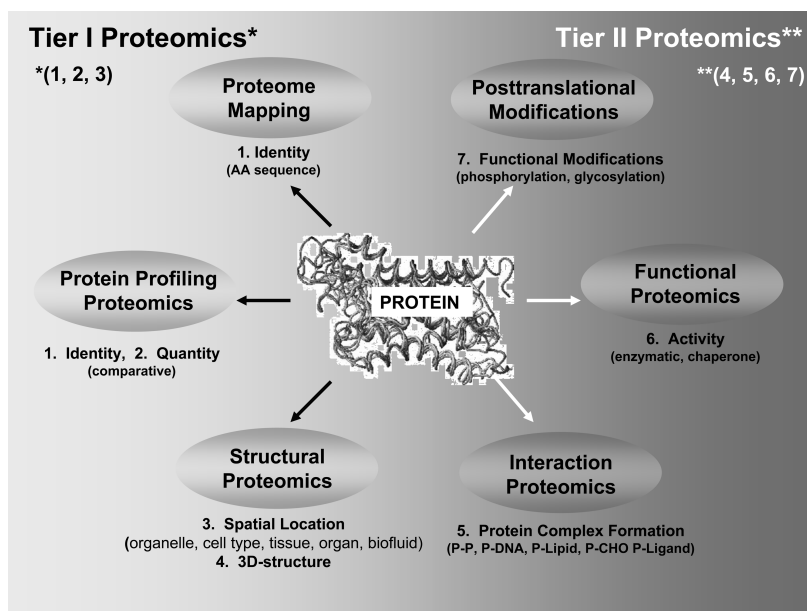 Tier I Proteomics*
*(1, 2, 3)
Tier II Proteomics**
**(4, 5, 6, 7)
Proteome
Mapping
1. Identity
(AA sequence)
Posttranslational
Modifications
7. Functional Modifications
(phosphorylation, glycosylation)
Protein Profiling
Proteomics
1. Identity, 2. Quantity
(comparative)
PROTEIN
Functional
Proteomics
6. Activity
(enzymatic, chaperone)
Structural
Proteomics
3. Spatial Location
(organelle, cell type, tissue, organ, biofluid)
4. 3D-structure
Interaction
Proteomics
5. Protein Complex Formation
(P-P, P-DNA, P-Lipid, P-CHO P-Ligand)